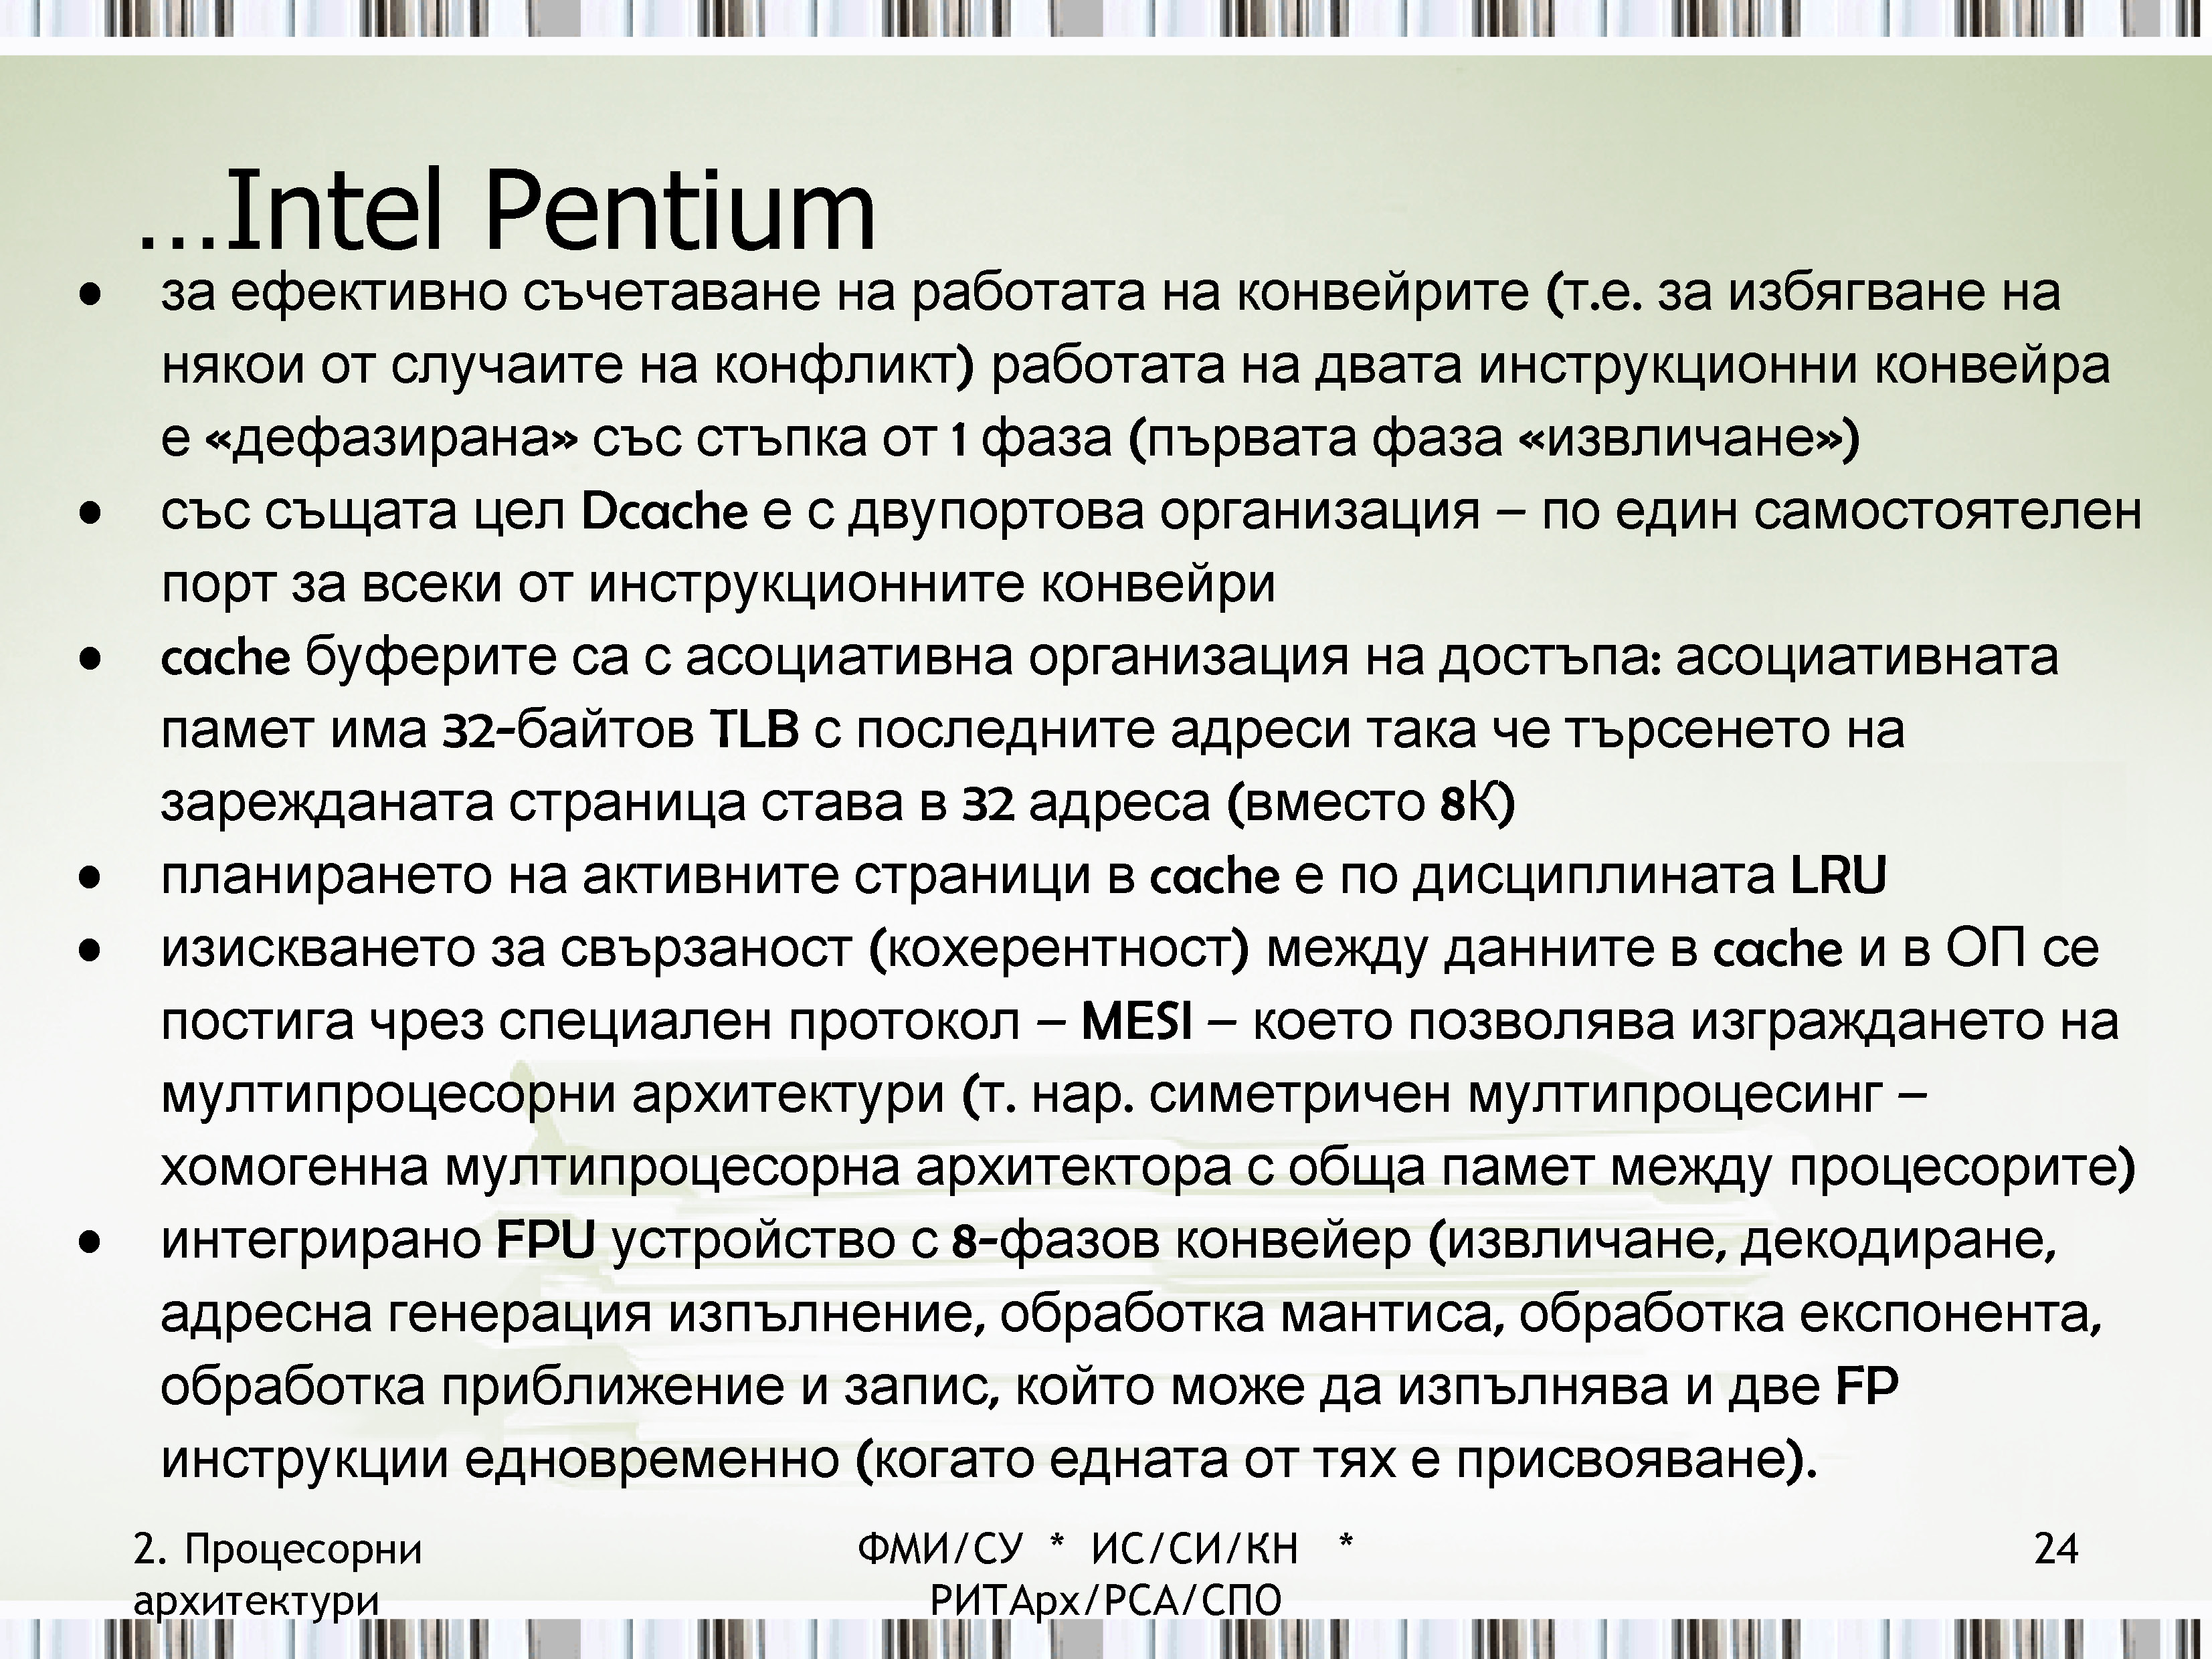 ...Intel Pentium
● за ефективно съчетаване на работата на конвейрите (т.е. за избягване на
някои от случаите на конфликт) работата на двата инструкционни конвейра
е «дефазирана» със стъпка от 1 фаза (първата фаза «извличане»)
● със същата цел Dcache е с двупортова организация – по един самостоятелен
порт за всеки от инструкционните конвейри
● cache буферите са с асоциативна организация на достъпа: асоциативната
памет има 32-байтов TLB с последните адреси така че търсенето на
зарежданата страница става в 32 адреса (вместо 8К)
● планирането на активните страници в cache е по дисциплината LRU
● изискването за свързаност (кохерентност) между данните в cache и в ОП се
постига чрез специален протокол – MESI – което позволява изграждането на
мултипроцесорни архитектури (т. нар. симетричен мултипроцесинг –
хомогенна мултипроцесорна архитектора с обща памет между процесорите)
● интегрирано FPU устройство с 8-фазов конвейер (извличане, декодиране,
адресна генерация изпълнение, обработка мантиса, обработка експонента,
обработка приближение и запис, който може да изпълнява и две FP
инструкции едновременно (когато едната от тях е присвояване).
2. Процесорни
архитектури
ФМИ/СУ * ИС/СИ/КН *
РИТАрх/РСА/СПО
24